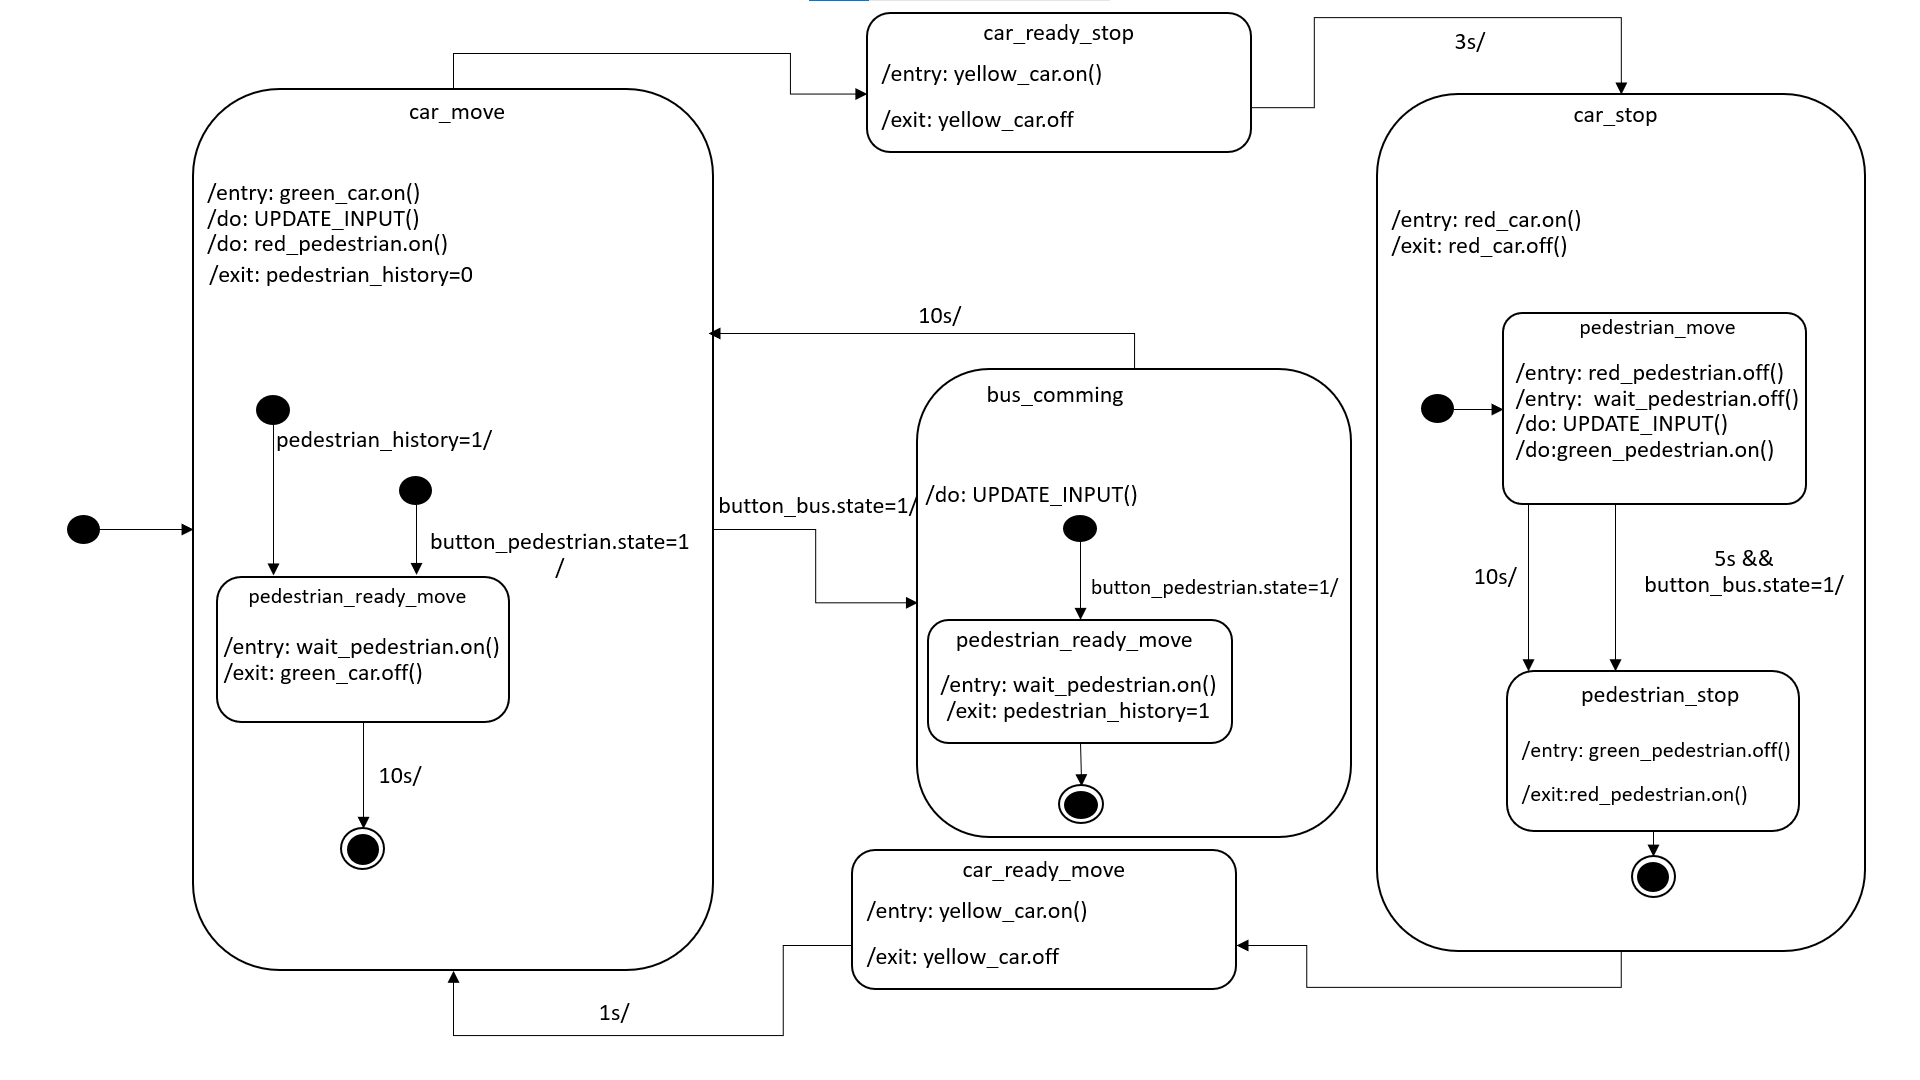 car_ready_stop
/entry: yellow_car.on()
/exit: yellow_car.off
3s/
car_move
/entry: green_car.on()
/do: UPDATE_INPUT()
/do: red_pedestrian.on()
/exit: pedestrian_history=0
pedestrian_history=1/
button_pedestrian.state=1
/
pedestrian_ready_move
/entry: wait_pedestrian.on()
/exit: green_car.off()
10s/
10s/
button_bus.state=1/
bus_comming
/do: UPDATE_INPUT()
button_pedestrian.state=1/
pedestrian_ready_move
/entry: wait_pedestrian.on()
/exit: pedestrian_history=1
car_stop
/entry: red_car.on()
/exit: red_car.off()
pedestrian_move
/entry: red_pedestrian.off()
/entry:  wait_pedestrian.off()
/do: UPDATE_INPUT()
/do:green_pedestrian.on()
10s/
5s &&
button_bus.state=1/
pedestrian_stop
/entry: green_pedestrian.off()
/exit:red_pedestrian.on()
car_ready_move
/entry: yellow_car.on()
/exit: yellow_car.off
1s/